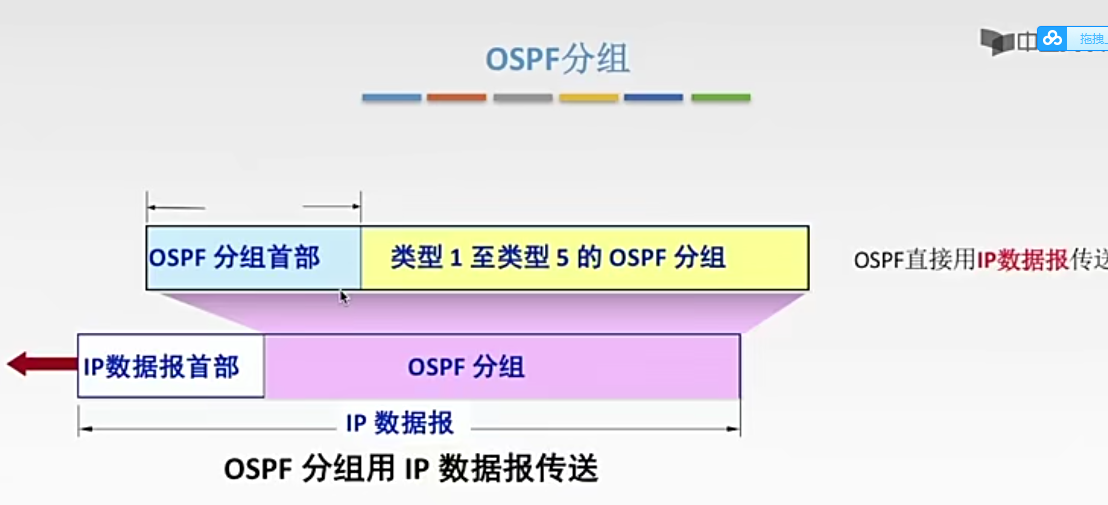 OSPF分组
中
拖拽
OSPF 分组首部
类型 1 至类型 5 的 OSPF 分组
OSPF直接用IP数据报传送
IP数据报首部
OSPF 分组
IP 数据报
OSPF 分组用 IP 数据报传送